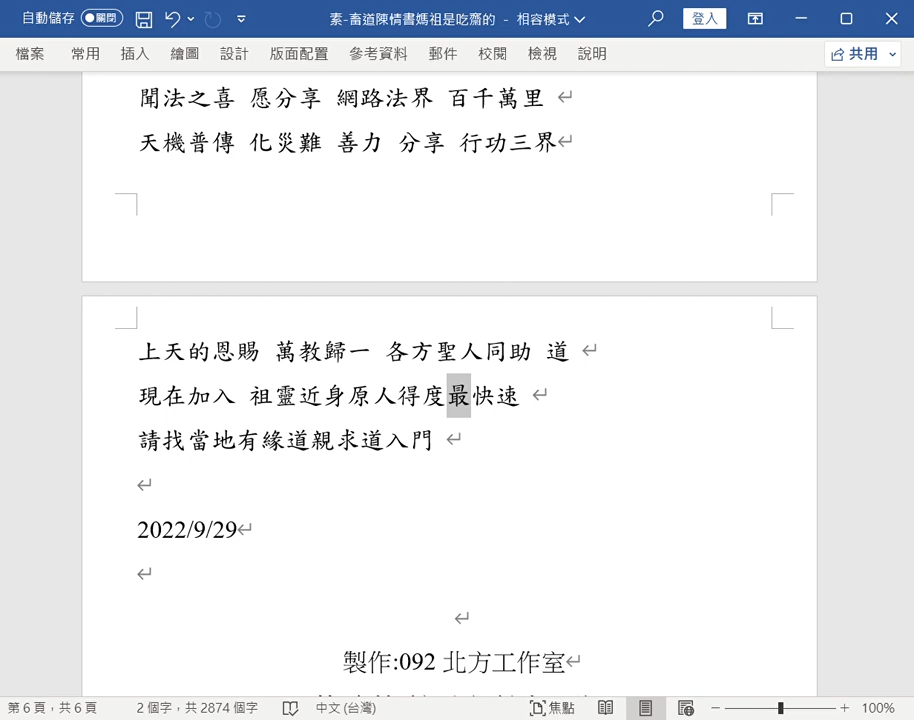 自動儲存 關閉 素-畜道陳情書媽祖是吃齋的 - 相容模式 登入
檔案 常用 插入 繪圖 設計 版面配置 參考資料 郵件 校閱 檢視 說明 共用
聞法之喜 愿分享 網路法界 百千萬里
天機普傳 化災難 善力 分享 行功三界
上天的恩賜 萬教歸一 各方聖人同助 道
現在加入 祖靈近身原人得度最快速
請找當地有緣道親求道入門
2022/9/29
製作:092 北方工作室
第 6 頁，共 6 頁 2 個字，共 2874 個字 中文 (台灣) 焦點 100%